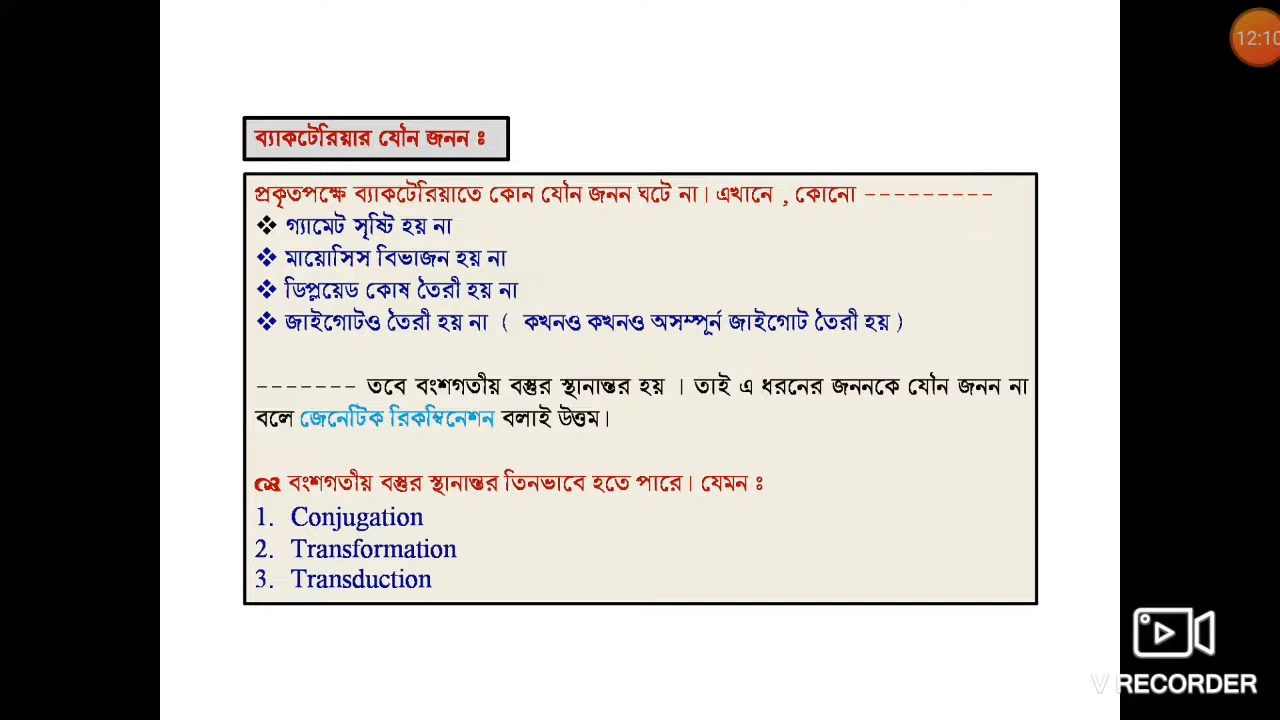 12:10
ব্যাকটেরিয়ার যৌন জনন ঃ
প্রকৃতপক্ষে ব্যাকটেরিয়াতে কোন যৌন জনন ঘটে না। এখানে , কোনো ---------
❖ গ্যামেট সৃষ্টি হয় না
❖ মায়োসিস বিভাজন হয় না
❖ ডিপ্লয়েড কোষ তৈরী হয় না
❖ জাইগোটও তৈরী হয় না ( কখনও কখনও অসম্পূর্ন জাইগোট তৈরী হয় )
------- তবে বংশগতীয় বস্তুর স্থানান্তর হয় । তাই এ ধরনের জননকে যৌন জনন না
বলে জেনেটিক রিকম্বিনেশন বলাই উত্তম।
বংশগতীয় বস্তুর স্থানান্তর তিনভাবে হতে পারে। যেমন ঃ
1. Conjugation
2. Transformation
3. Transduction
V RECORDER